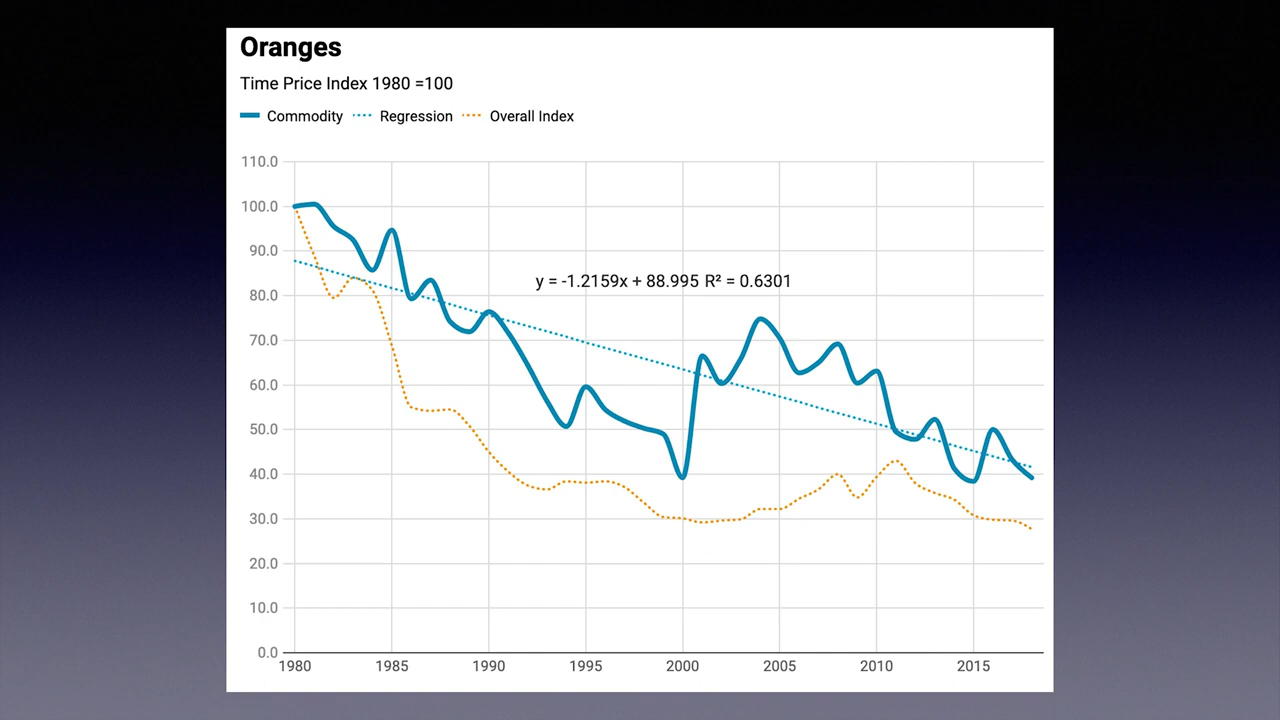 Oranges
Time Price Index 1980 =100
Commodity Regression Overall Index
110.0
100.0
90.0
y = -1.2159x + 88.995 R² = 0.6301
80.0
70.0
60.0
50.0
40.0
30.0
20.0
10.0
0.0
1980 1985 1990 1995 2000 2005 2010 2015